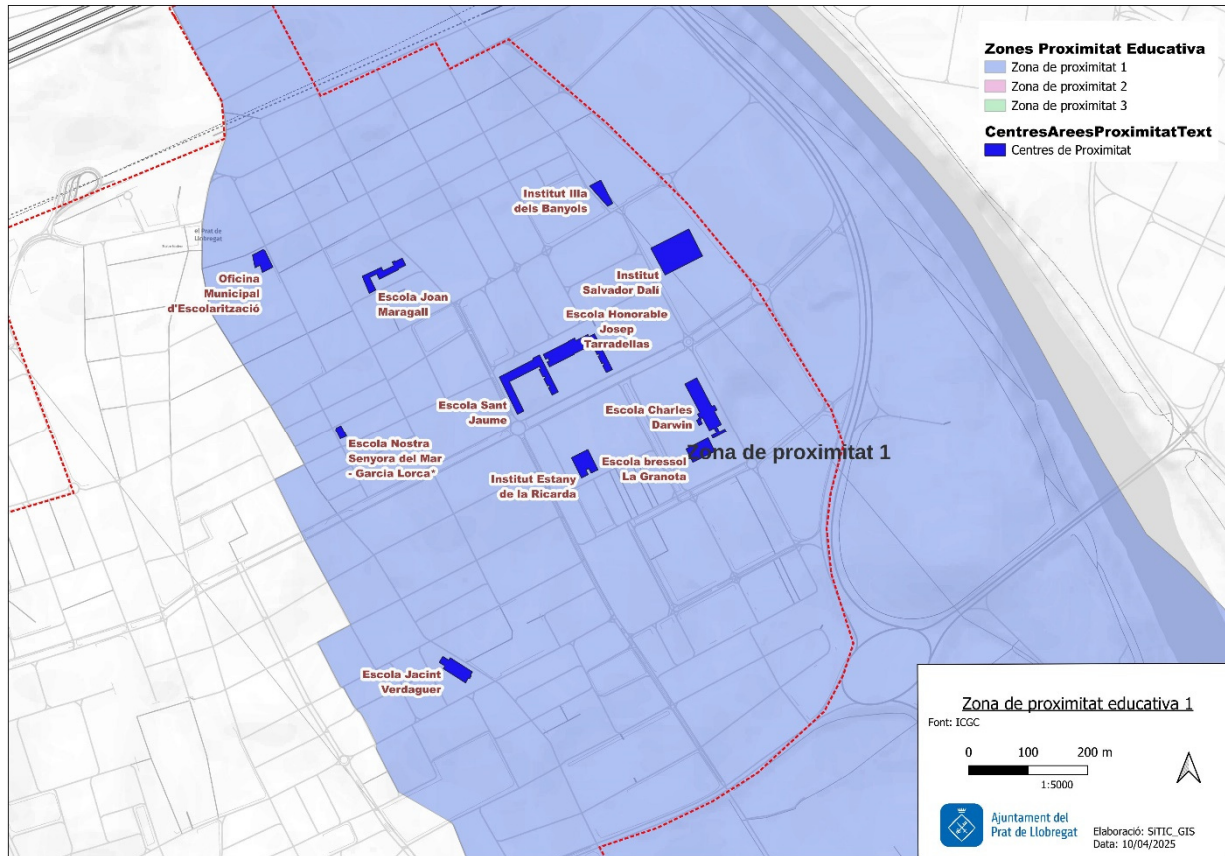 Zones Proximitat Educativa
Zona de proximitat 1
Zona de proximitat 2
Zona de proximitat 3
CentresAreesProximitatText
Centres de Proximitat
Institut Illa
dels Banyols
el Prat de
Llobregat
Oficina
Municipal
d'Escolarització
Escola Joan
Maragall
Institut
Salvador Dalí
Escola Honorable
Josep
Tarradellas
Escola Sant
Jaume
Escola Charles
Darwin
Escola Nostra
Senyora del Mar
- Garcia Lorca*
Zona de proximitat 1
Escola bressol
La Granota
Institut Estany
de la Ricarda
Escola Jacint
Verdaguer
Zona de proximitat educativa 1
Font: ICGC
0 100 200 m
1:5000
Ajuntament del
Prat de Llobregat
Elaboració: SiTIC_GIS
Data: 10/04/2025